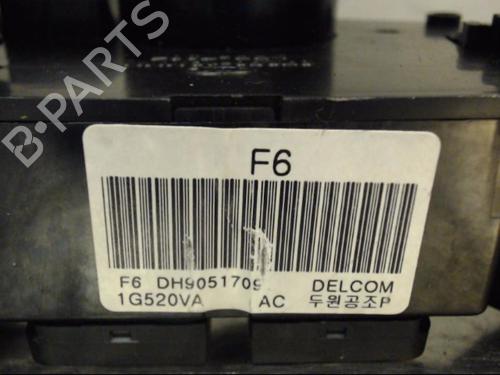 B-PARTS
F6
F6 DH9051709 DELCOM
1G520VA AC 두원공조P